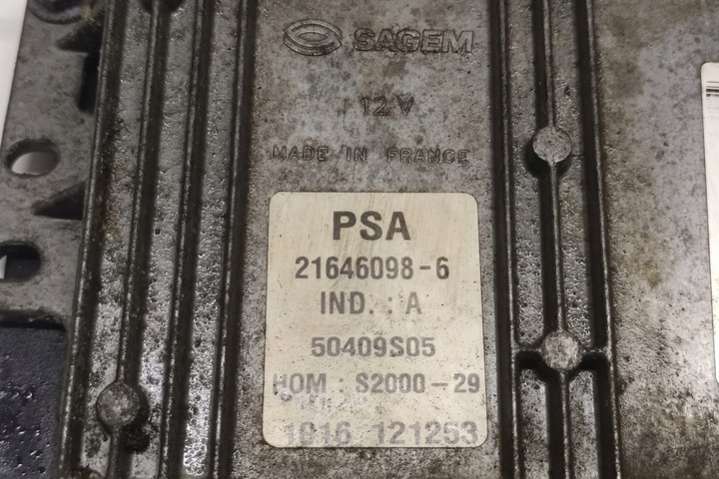 SAGEM
12V
MADE IN FRANCE
PSA
21646098-6
IND. : A
50409S05
HOM : S2000-29
1016 121253